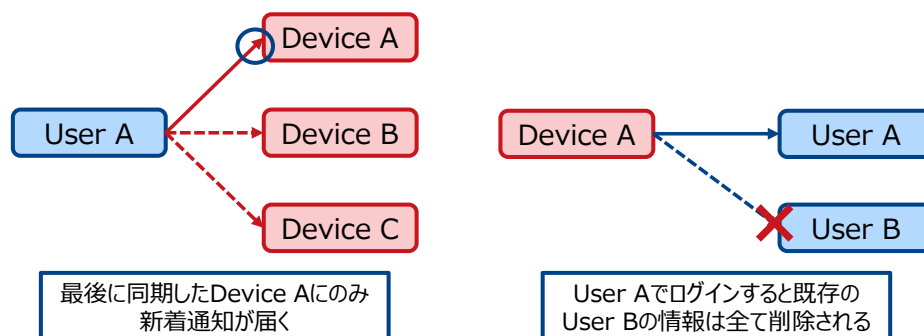 Device A
User A
Device B
Device C
最後に同期したDevice Aにのみ
新着通知が届く
Device A
User A
User B
User Aでログインすると既存の
User Bの情報は全て削除される